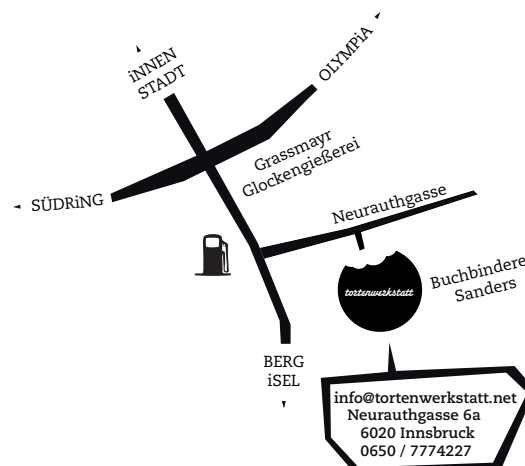 iNNEN
STADT
OLYMPiA
Grassmayr
Glockengießerei
SÜDRiNG
Neurauthgasse
tortenwerkstatt
Buchbindere
Sanders
BERG
iSEL
info@tortenwerkstatt.net
Neurauthgasse 6a
6020 Innsbruck
0650 / 7774227